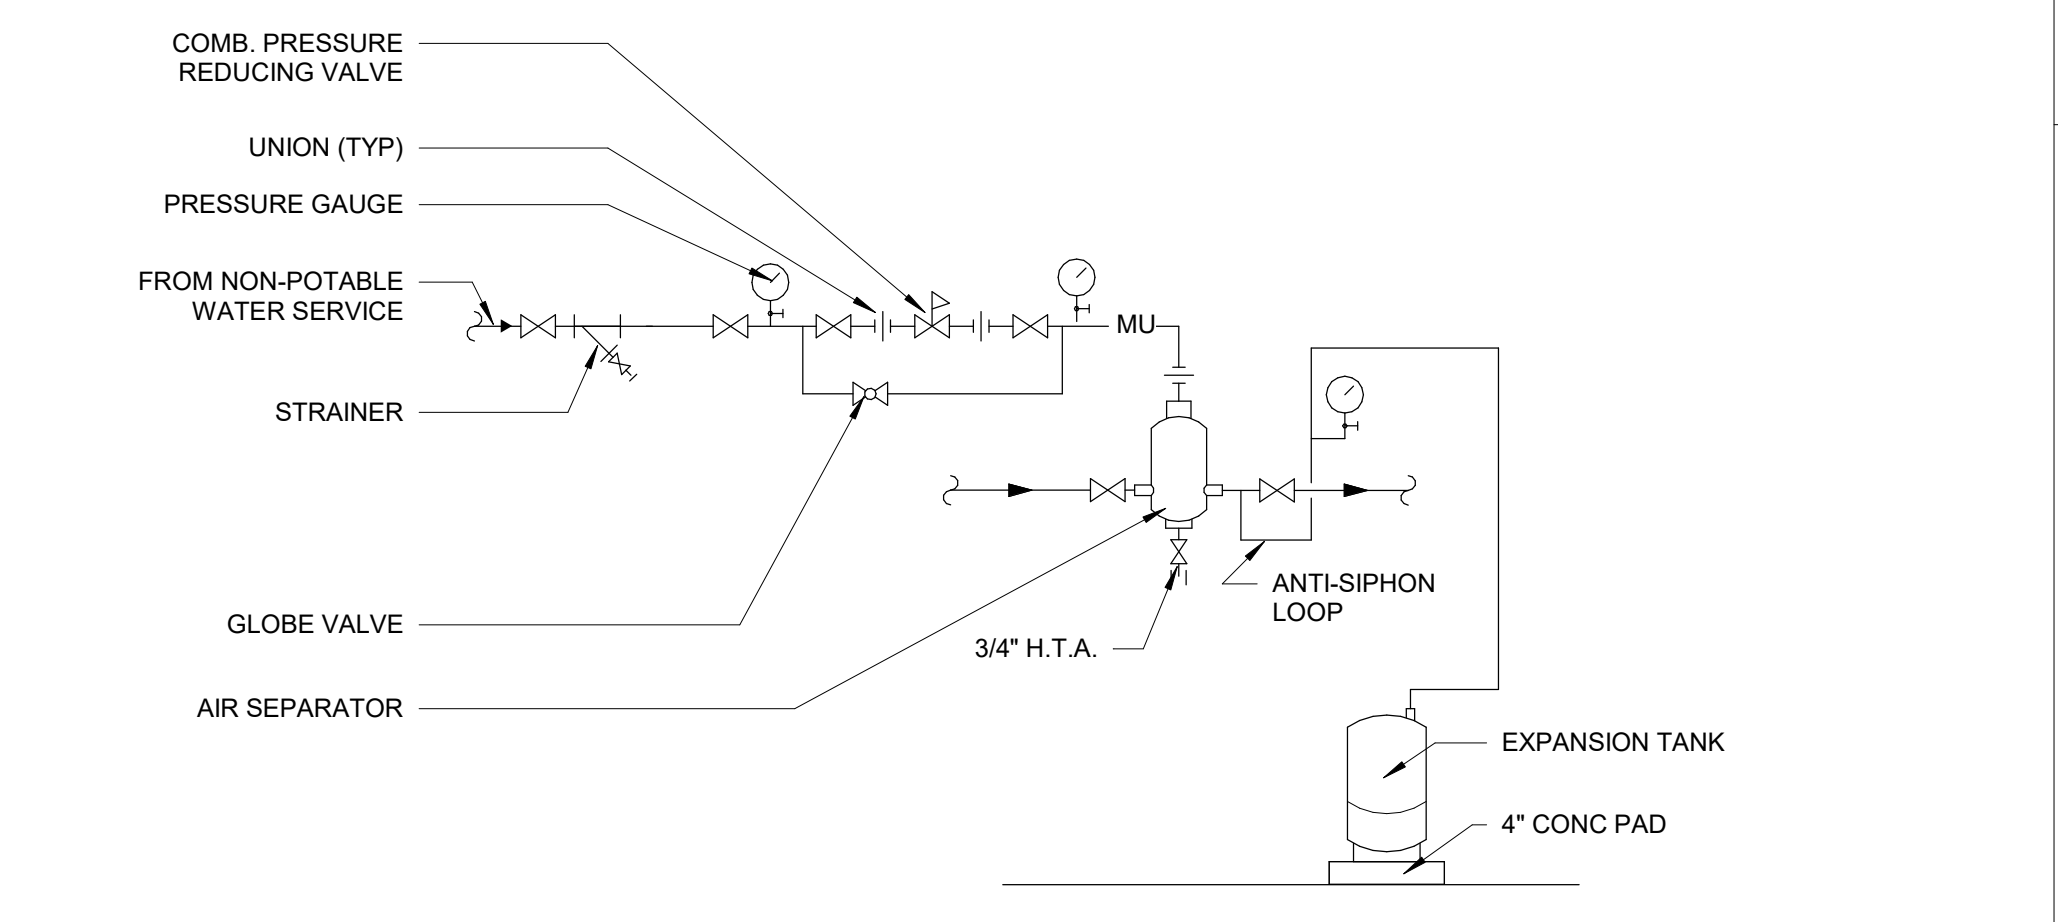 COMB. PRESSURE
REDUCING VALVE
UNION (TYP)
PRESSURE GAUGE
FROM NON-POTABLE
WATER SERVICE
MU
STRAINER
ANTI-SIPHON
LOOP
GLOBE VALVE
3/4" H.T.A.
AIR SEPARATOR
EXPANSION TANK
4" CONC PAD